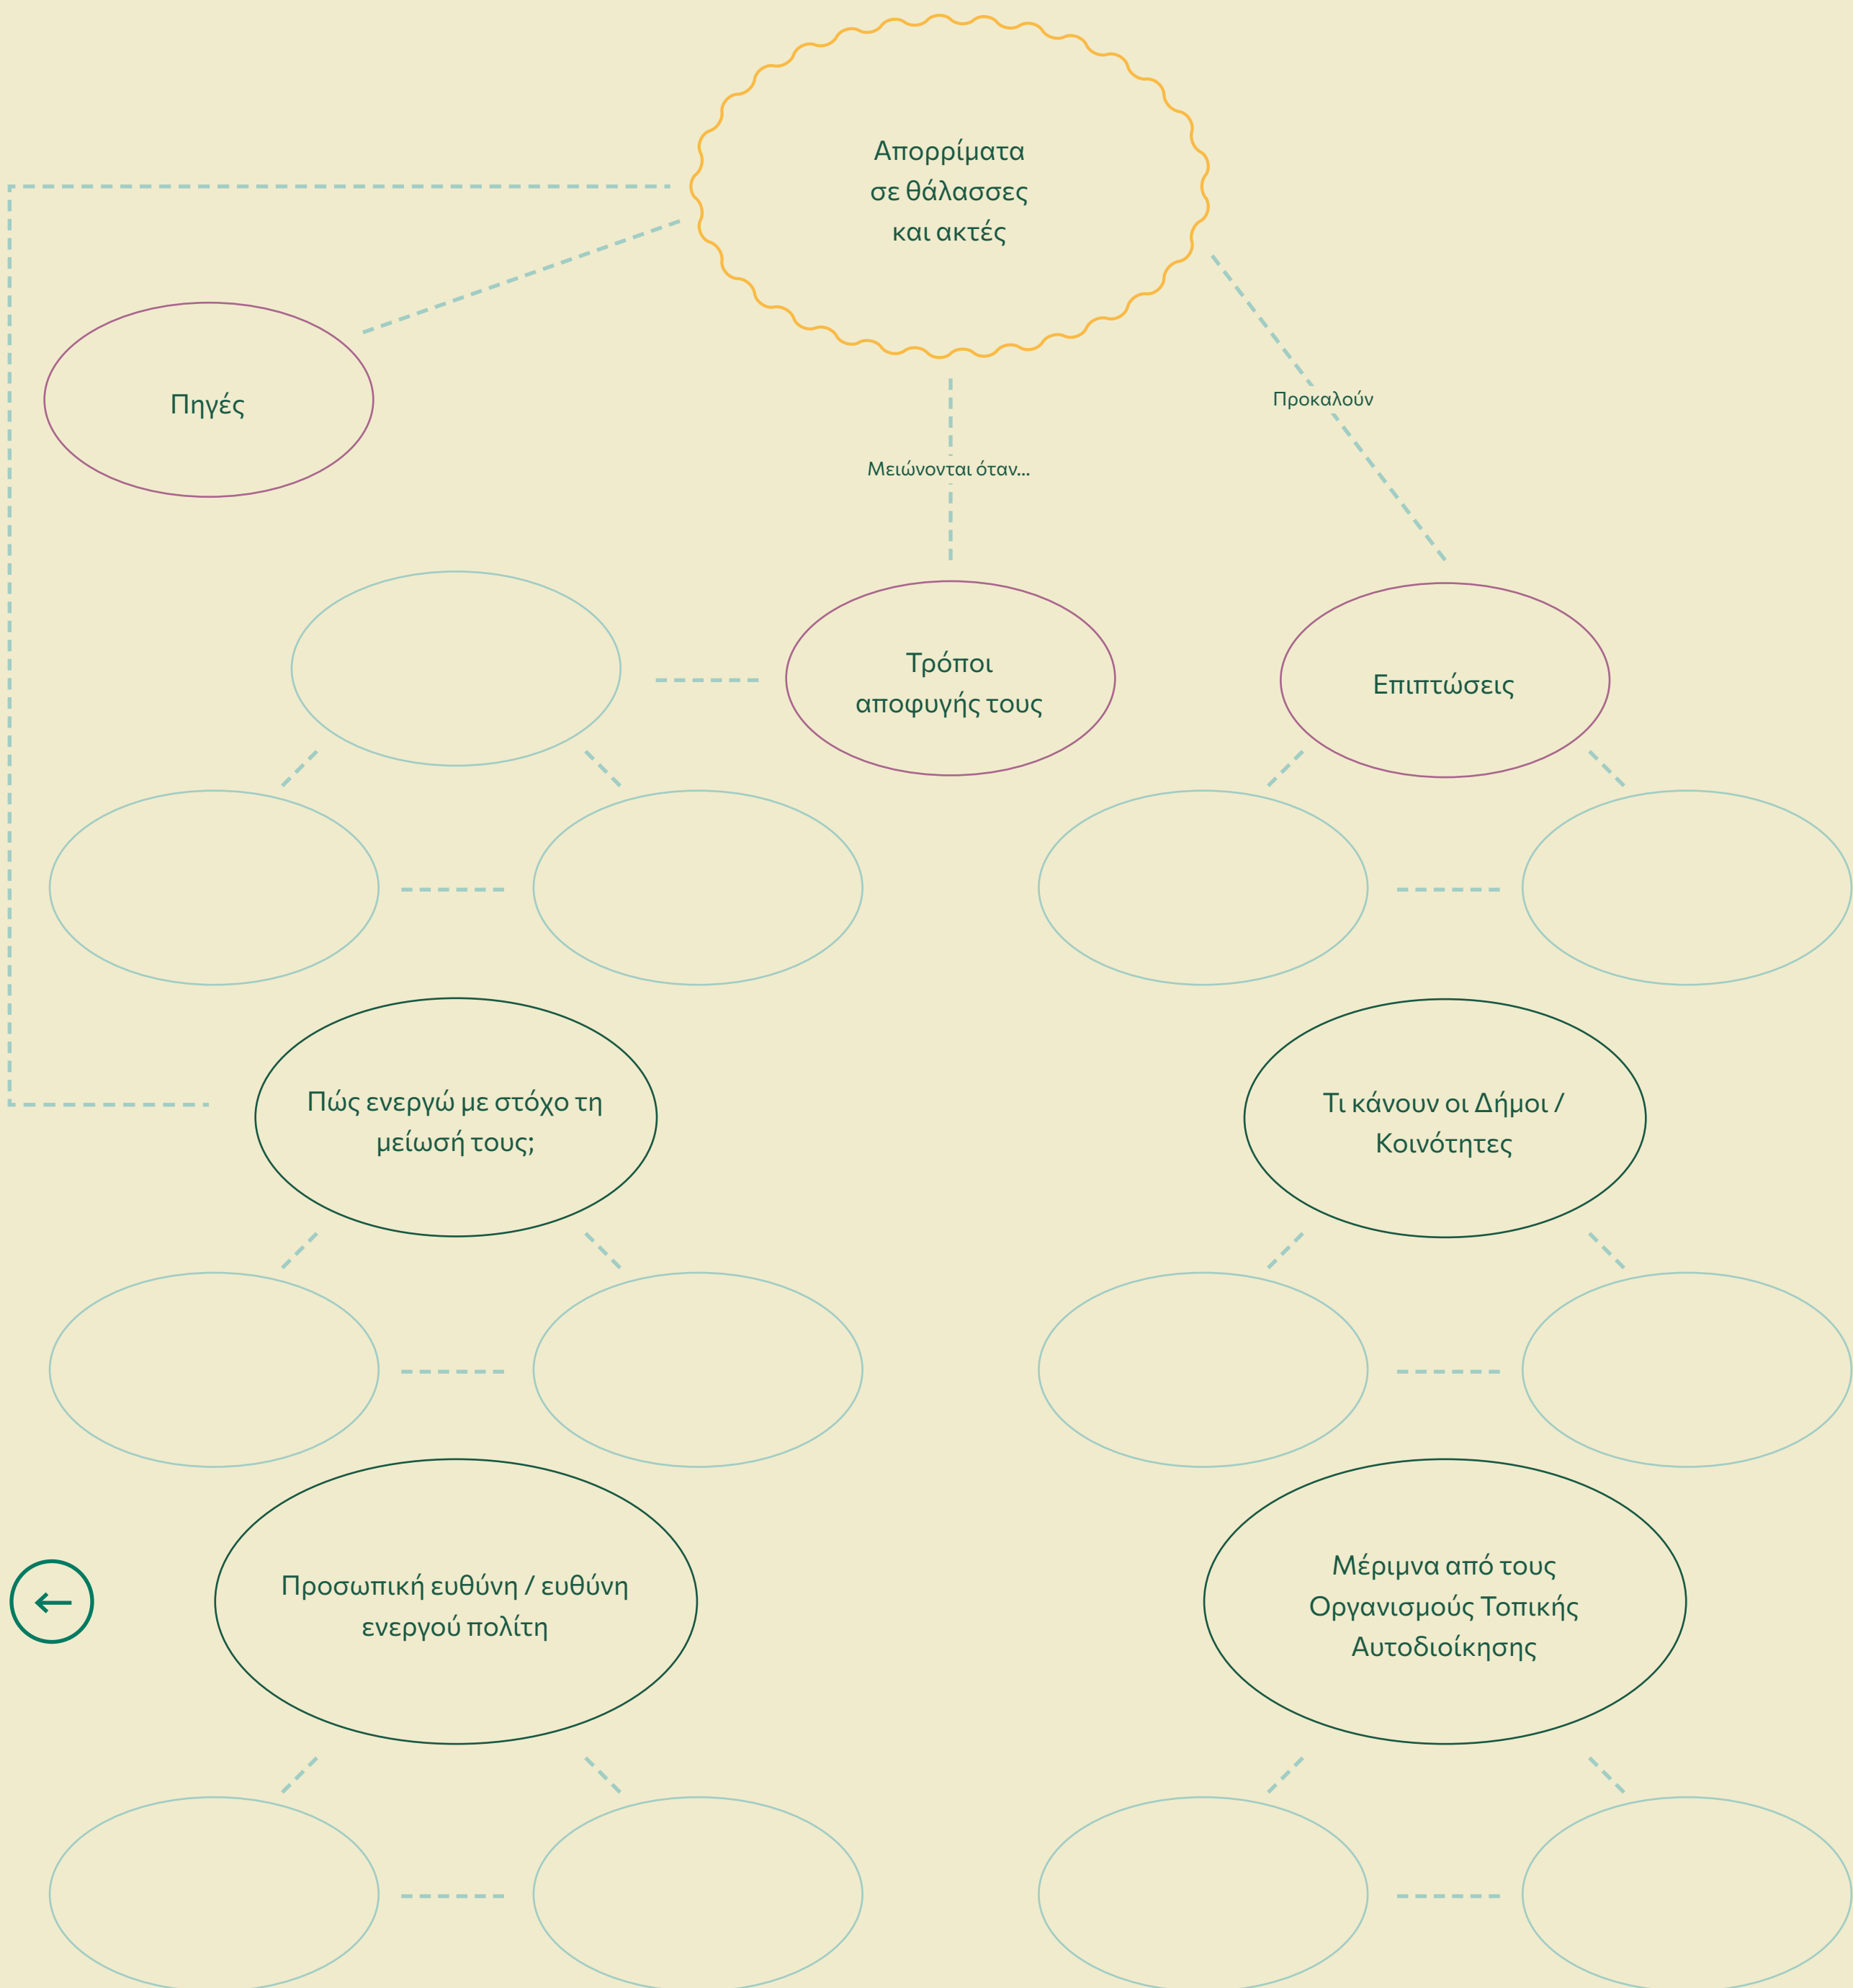 Απορρίματα
σε θάλασσες
και ακτές
Πηγές
Προκαλούν
Μειώνονται όταν...
Τρόποι
αποφυγής τους
Επιπτώσεις
Πώς ενεργώ με στόχο τη
μείωσή τους;
Τι κάνουν οι Δήμοι /
Κοινότητες
Προσωπική ευθύνη / ευθύνη
ενεργού πολίτη
Μέριμνα από τους
Οργανισμούς Τοπικής
Αυτοδιοίκησης